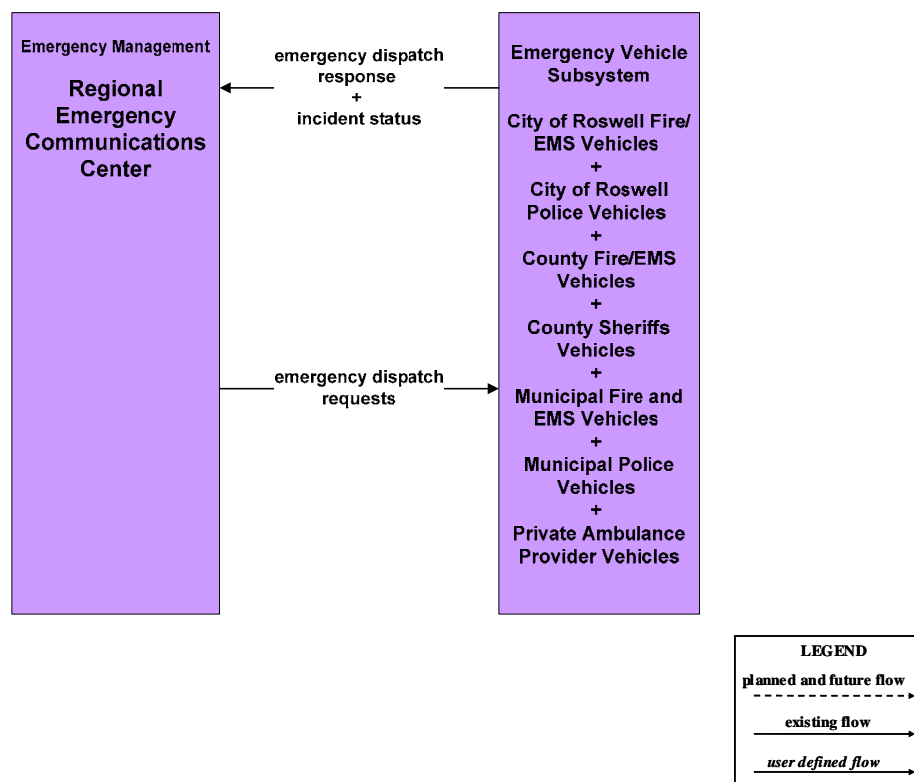 Emergency Management
Regional
Emergency
Communications
Center
emergency dispatch
response
+
incident status
emergency dispatch
requests
Emergency Vehicle
Subsystem
City of Roswell Fire/
EMS Vehicles
+
City of Roswell
Police Vehicles
+
County Fire/EMS
Vehicles
+
County Sheriffs
Vehicles
+
Municipal Fire and
EMS Vehicles
+
Municipal Police
Vehicles
+
Private Ambulance
Provider Vehicles
LEGEND
planned and future flow
existing flow
user defined flow